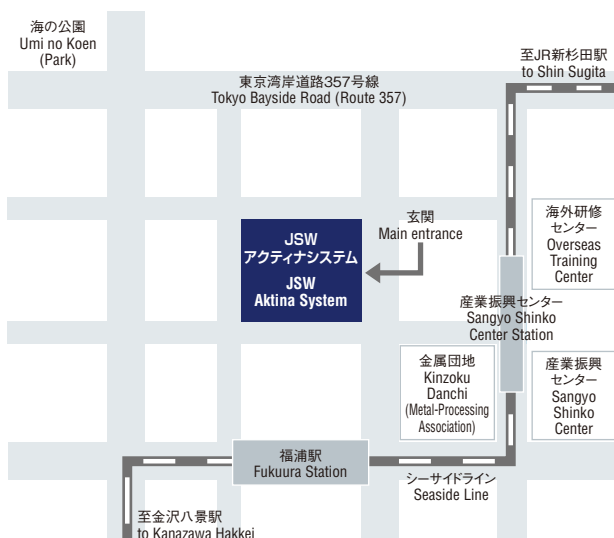 海の公園
Umi no Koen
(Park)
至JR新杉田駅
to Shin Sugita
東京湾岸道路357号線
Tokyo Bayside Road (Route 357)
JSW
アクティナシステム
JSW
Aktina System
玄関
Main entrance
海外研修
センター
Overseas
Training
Center
産業振興センター
Sangyo Shinko
Center Station
金属団地
Kinzoku
Danchi
(Metal-Processing
Association)
産業振興
センター
Sangyo
Shinko
Center
福浦駅
Fukuura Station
シーサイドライン
Seaside Line
至金沢八景駅
to Kanazawa Hakkei